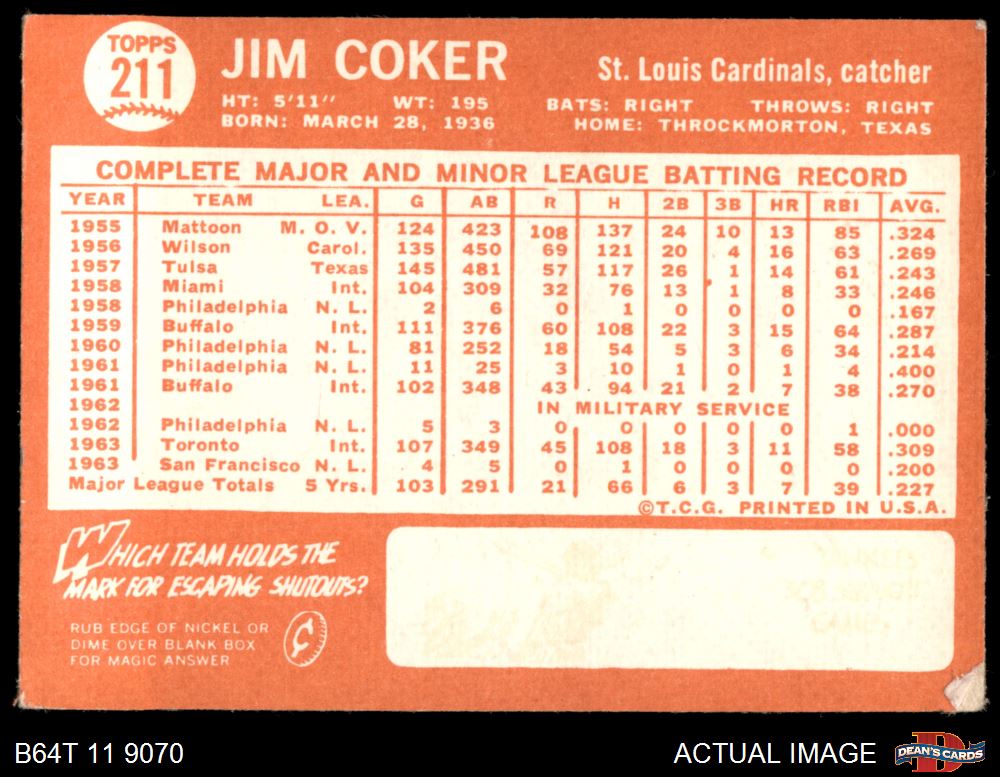 TOPPS
211
JIM COKER
St. Louis Cardinals, catcher
HT: 5'11" WT: 195 BATS: RIGHT THROWS: RIGHT
BORN: MARCH 28, 1936 HOME: THROCKMORTON, TEXAS
COMPLETE MAJOR AND MINOR LEAGUE BATTING RECORD
YEAR TEAM LEA. G AB R H 2B 3B HR RBI AVG.
1955 Mattoon M. O. V. 124 423 108 137 24 10 13 85 .324
1956 Wilson Carol. 135 450 69 121 20 4 16 63 .269
1957 Tulsa Texas 145 481 57 117 26 1 14 61 .243
1958 Miami Int. 104 309 32 76 13 1 8 33 .246
1958 Philadelphia N. L. 2 6 0 1 0 0 0 0 .167
1959 Buffalo Int. 111 376 60 108 22 3 15 64 .287
1960 Philadelphia N. L. 81 252 18 54 5 3 6 34 .214
1961 Philadelphia N. L. 11 25 3 10 1 0 1 4 .400
1961 Buffalo Int. 102 348 43 94 21 2 7 38 .270
1962 IN MILITARY SERVICE
1962 Philadelphia N. L. 5 3 0 0 0 0 0 1 .000
1963 Toronto Int. 107 349 45 108 18 3 11 58 .309
1963 San Francisco N. L. 4 5 0 1 0 0 0 0 .200
Major League Totals 5 Yrs. 103 291 21 66 6 3 7 39 .227
©T.C.G. PRINTED IN U.S.A.
WHICH TEAM HOLDS THE
MARK FOR ESCAPING SHUTOUTS?
RUB EDGE OF NICKEL OR
DIME OVER BLANK BOX
FOR MAGIC ANSWER
¢
B64T 11 9070
ACTUAL IMAGE
D
DEAN'S CARDS